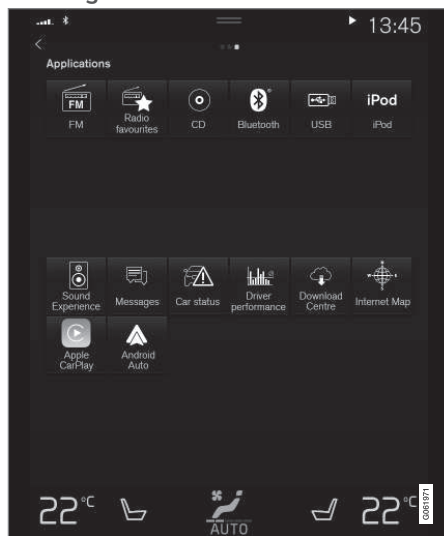 13:45
Applications
FM
iPod
FM
Radio
favourites
CD
Bluetooth
USB
iPod
Sound
Experience
Messages
Car status
Driver
performance
Download
Centre
Internet Map
Apple
CarPlay
Android
Auto
22°C
AUTO
22°C
G061971